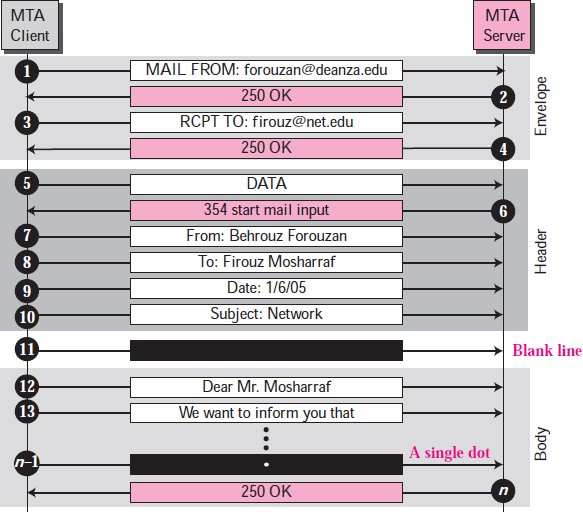 MTA
Client
MTA
Server
1
MAIL FROM: forouzan@deanza.edu
250 OK
2
3
RCPT TO: firouz@net.edu
250 OK
4
Envelope
5
DATA
354 start mail input
6
7
From: Behrouz Forouzan
8
To: Firouz Mosharraf
9
Date: 1/6/05
10
Subject: Network
Header
11
Blank line
12
Dear Mr. Mosharraf
13
We want to inform you that
n–1
A single dot
250 OK
n
Body